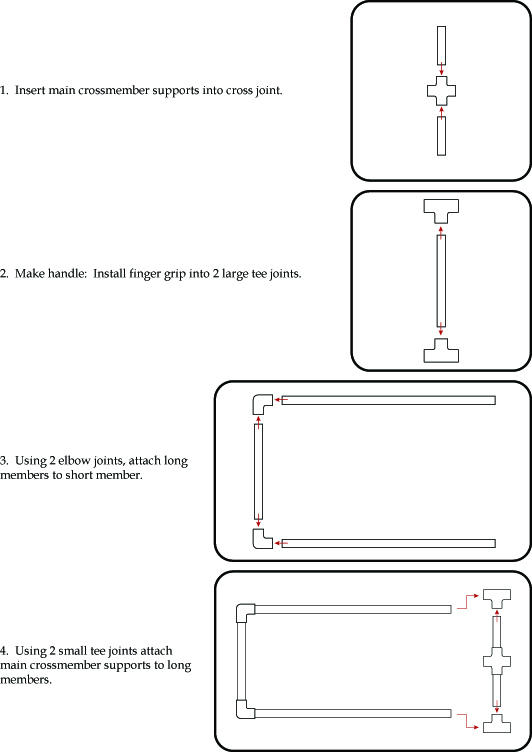 1.  Insert main crossmember supports into cross joint.
2.  Make handle:  Install finger grip into 2 large tee joints.
3.  Using 2 elbow joints, attach long
members to short member.
4.  Using 2 small tee joints attach
main crossmember supports to long
members.